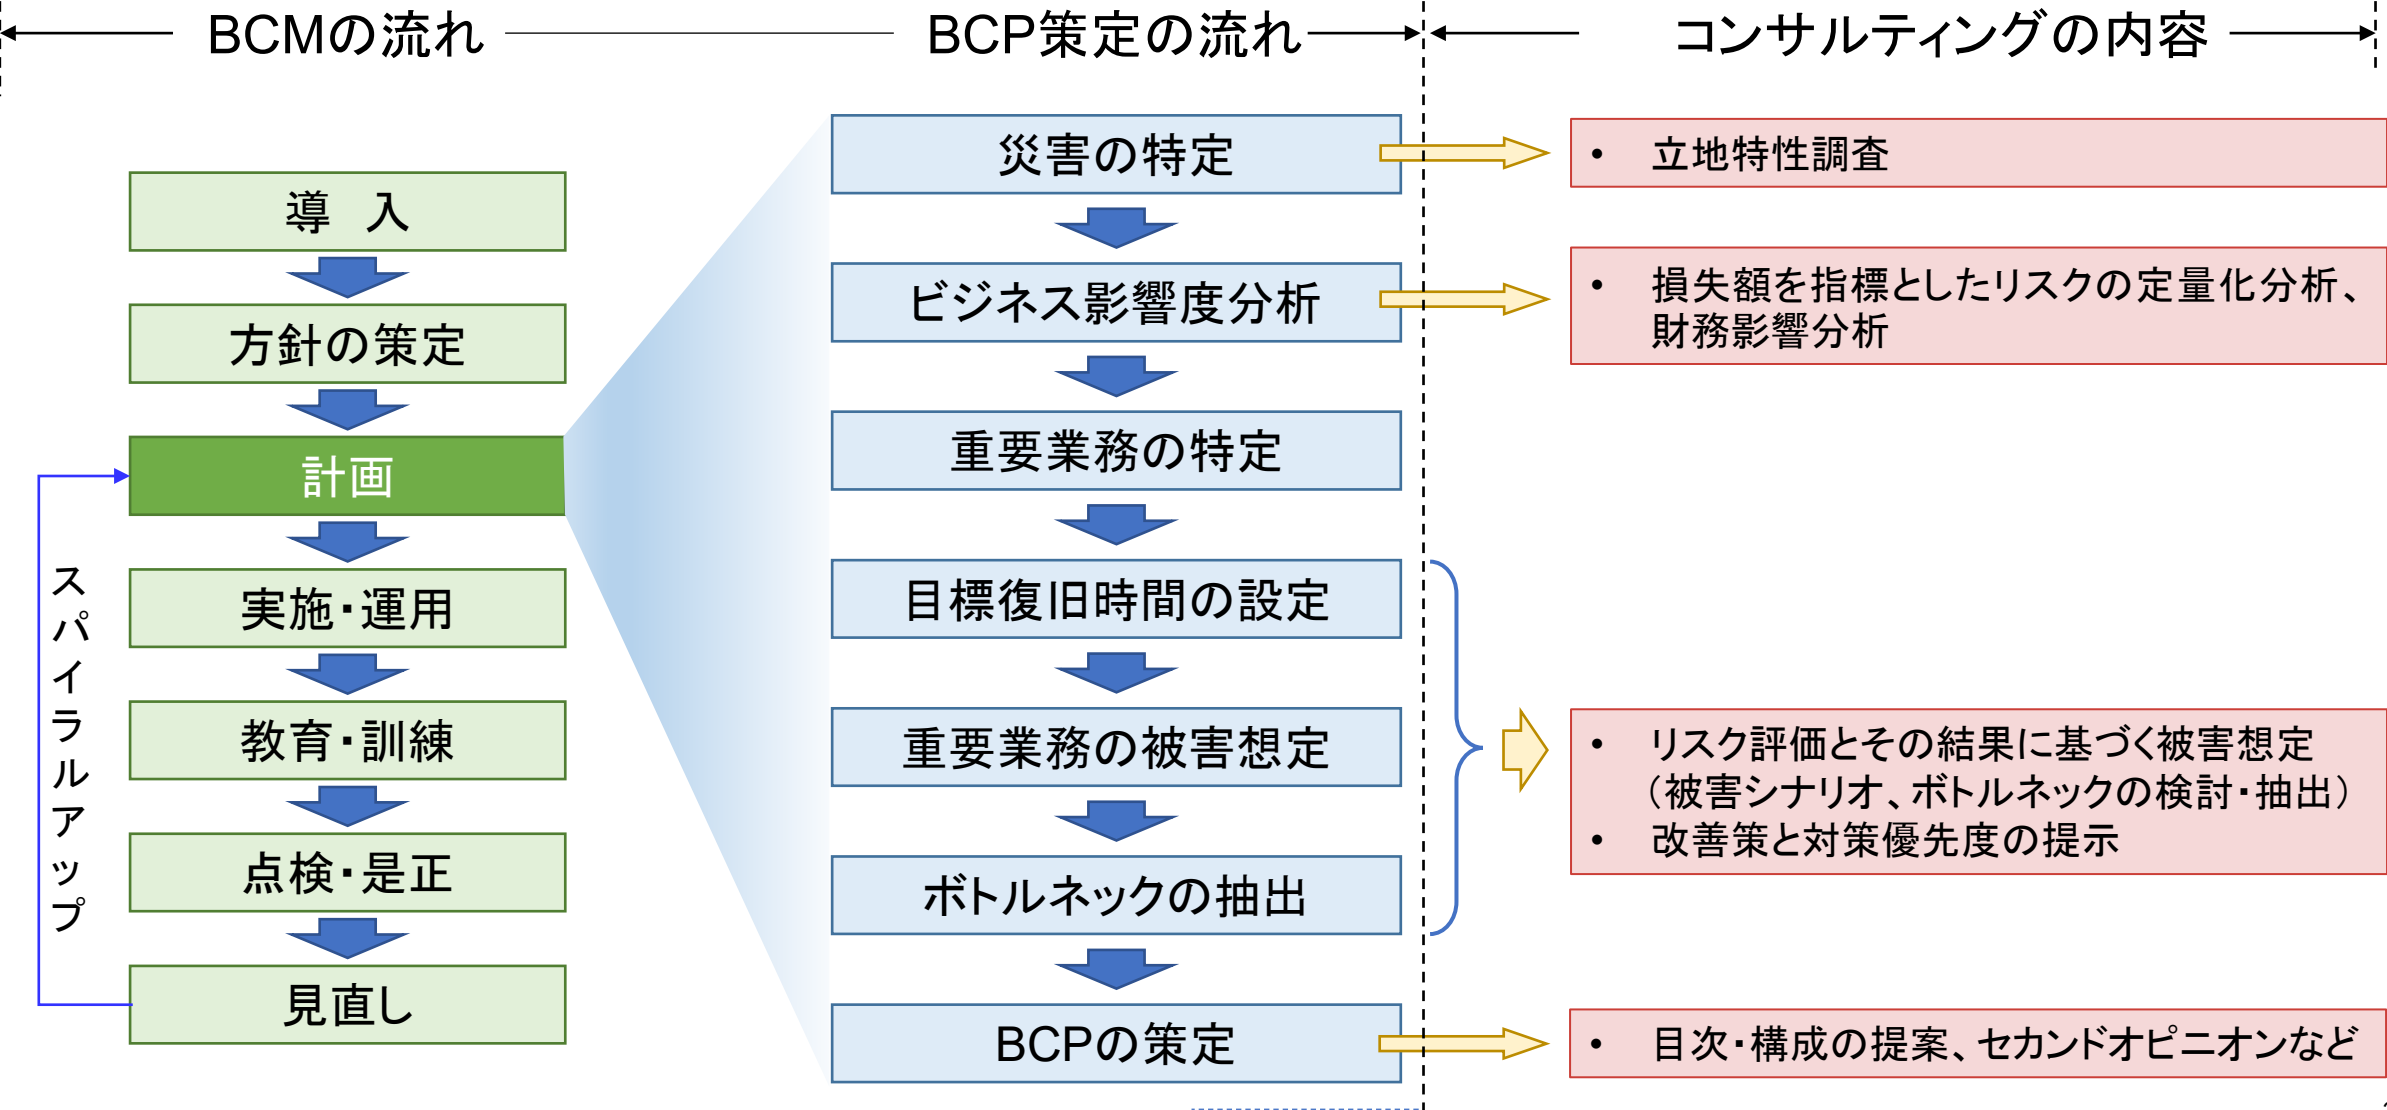 BCMの流れ
BCP策定の流れ
コンサルティングの内容
導　入
方針の策定
計画
実施・運用
教育・訓練
点検・是正
見直し
スパイラルアップ
災害の特定
ビジネス影響度分析
重要業務の特定
目標復旧時間の設定
重要業務の被害想定
ボトルネックの抽出
BCPの策定
• 立地特性調査
• 損失額を指標としたリスクの定量化分析、
財務影響分析
• リスク評価とその結果に基づく被害想定
（被害シナリオ、ボトルネックの検討・抽出）
• 改善策と対策優先度の提示
• 目次・構成の提案、セカンドオピニオンなど